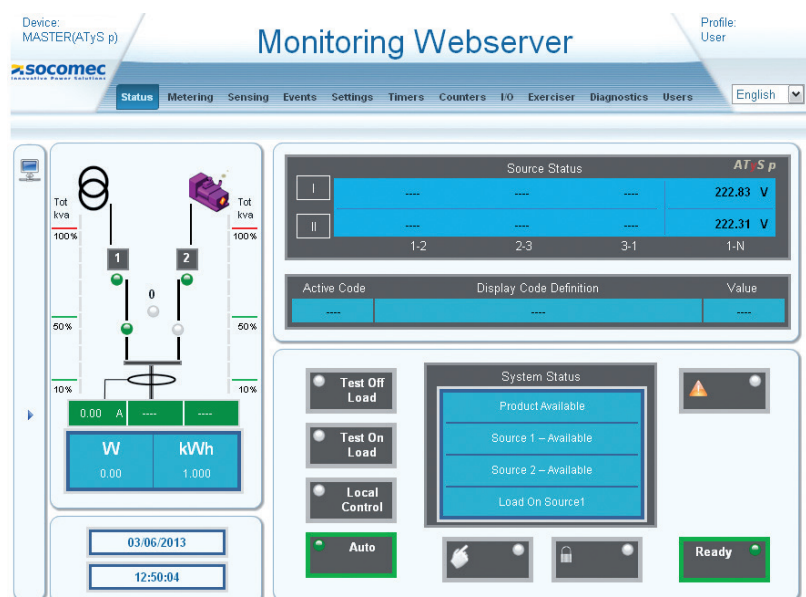 Device:
MASTER(ATyS p)
Monitoring Webserver
Profile:
User
socomec
Innovative Power Solutions
Status Metering Sensing Events Settings Timers Counters I/O Exerciser Diagnostics Users
English
Tot
kva
100%
50%
10%
1
2
0
Tot
kva
100%
50%
10%
0.00 A ---- ----
W kWh
0.00 1.000
03/06/2013
12:50:04
Source Status
ATyS p
I ---- ---- ---- 222.83 V
II ---- ---- ---- 222.31 V
1-2 2-3 3-1 1-N
Active Code Display Code Definition Value
---- ---- ----
Test Off
Load
Test On
Load
Local
Control
Auto
System Status
Product Available
Source 1 – Available
Source 2 – Available
Load On Source1
Ready